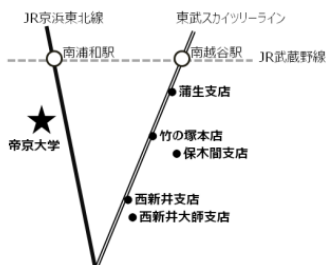 JR京浜東北線
東武スカイツリーライン
南浦和駅
南越谷駅
JR武蔵野線
蒲生支店
帝京大学
竹の塚本店
保木間支店
西新井支店
西新井大師支店